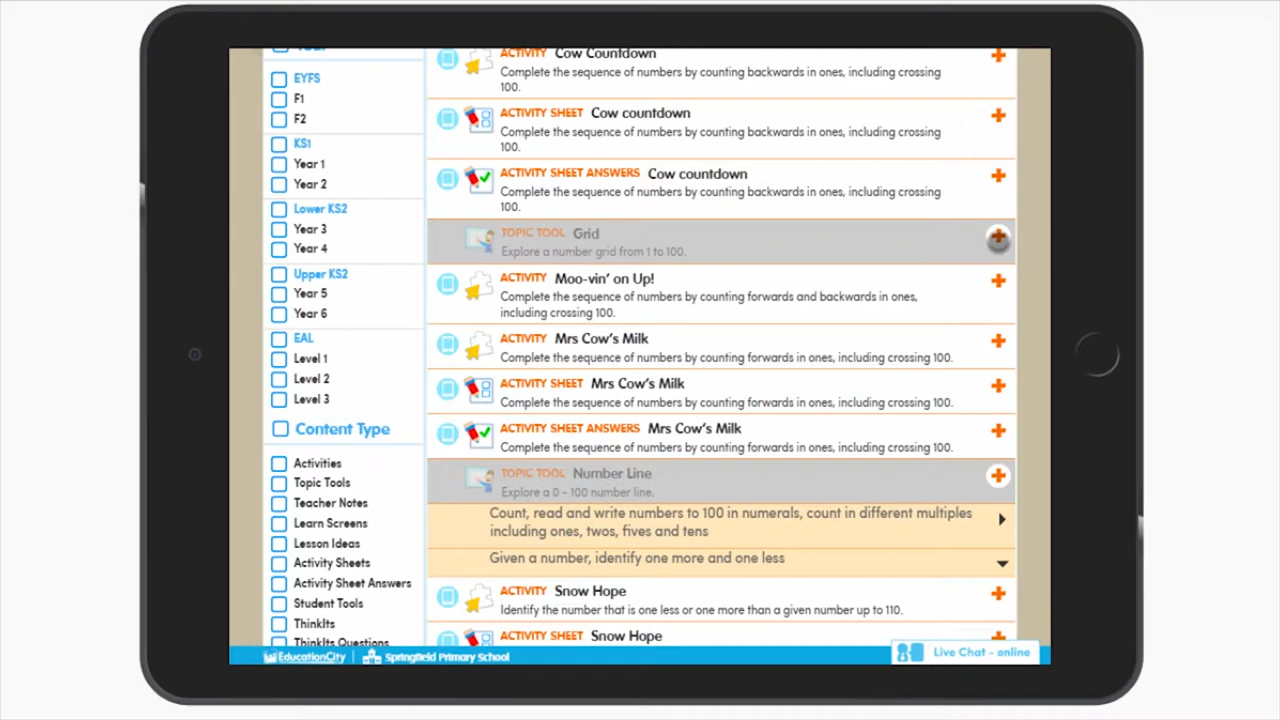 Year
EYFS
F1
F2
KS1
Year 1
Year 2
Lower KS2
Year 3
Year 4
Upper KS2
Year 5
Year 6
EAL
Level 1
Level 2
Level 3
Content Type
Activities
Topic Tools
Teacher Notes
Learn Screens
Lesson Ideas
Activity Sheets
Activity Sheet Answers
Student Tools
ThinkIts
ThinkIts Questions
ACTIVITY Cow Countdown
Complete the sequence of numbers by counting backwards in ones, including crossing
100.
ACTIVITY SHEET Cow countdown
Complete the sequence of numbers by counting backwards in ones, including crossing
100.
ACTIVITY SHEET ANSWERS Cow countdown
Complete the sequence of numbers by counting backwards in ones, including crossing
100.
TOPIC TOOL Grid
Explore a number grid from 1 to 100.
ACTIVITY Moo-vin' on Up!
Complete the sequence of numbers by counting forwards and backwards in ones,
including crossing 100.
ACTIVITY Mrs Cow's Milk
Complete the sequence of numbers by counting forwards in ones, including crossing 100.
ACTIVITY SHEET Mrs Cow's Milk
Complete the sequence of numbers by counting forwards in ones, including crossing 100.
ACTIVITY SHEET ANSWERS Mrs Cow's Milk
Complete the sequence of numbers by counting forwards in ones, including crossing 100.
TOPIC TOOL Number Line
Explore a 0 - 100 number line.
Count, read and write numbers to 100 in numerals, count in different multiples
including ones, twos, fives and tens
Given a number, identify one more and one less
ACTIVITY Snow Hope
Identify the number that is one less or one more than a given number up to 110.
ACTIVITY SHEET Snow Hope
EducationCity | Springfield Primary School
Live Chat - online